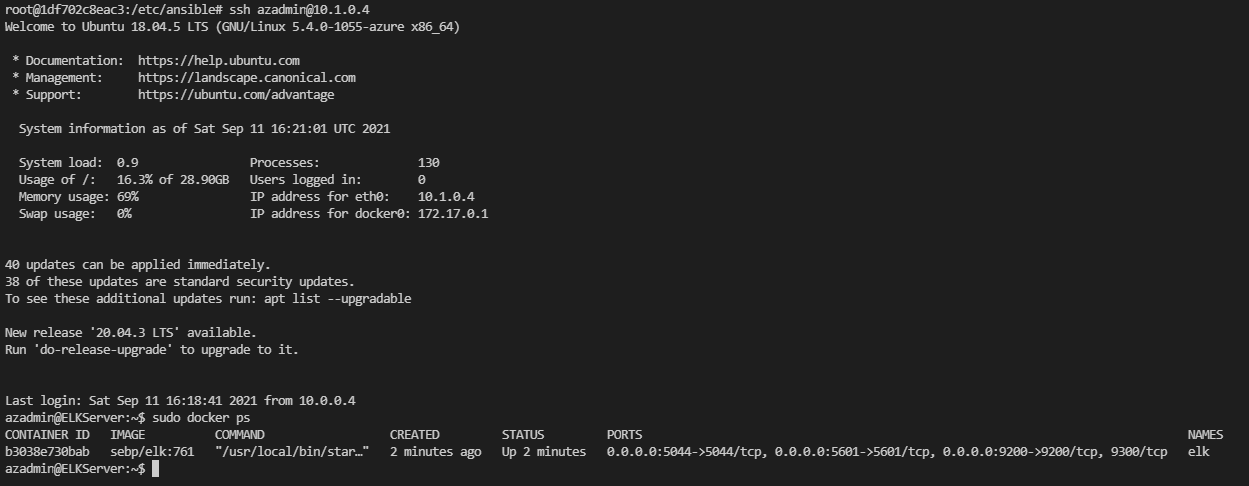 root@1df702c8eac3:/etc/ansible# ssh azadmin@10.1.0.4
Welcome to Ubuntu 18.04.5 LTS (GNU/Linux 5.4.0-1055-azure x86_64)
* Documentation: https://help.ubuntu.com
* Management: https://landscape.canonical.com
* Support: https://ubuntu.com/advantage
System information as of Sat Sep 11 16:21:01 UTC 2021
System load: 0.9 Processes: 130
Usage of /: 16.3% of 28.90GB Users logged in: 0
Memory usage: 69% IP address for eth0: 10.1.0.4
Swap usage: 0% IP address for docker0: 172.17.0.1
40 updates can be applied immediately.
38 of these updates are standard security updates.
To see these additional updates run: apt list --upgradable
New release '20.04.3 LTS' available.
Run 'do-release-upgrade' to upgrade to it.
Last login: Sat Sep 11 16:18:41 2021 from 10.0.0.4
azadmin@ELKServer:~$ sudo docker ps
CONTAINER ID IMAGE COMMAND CREATED STATUS PORTS NAMES
b3038e730bab sebp/elk:761 "/usr/local/bin/star…" 2 minutes ago Up 2 minutes 0.0.0.0:5044->5044/tcp, 0.0.0.0:5601->5601/tcp, 0.0.0.0:9200->9200/tcp, 9300/tcp elk
azadmin@ELKServer:~$